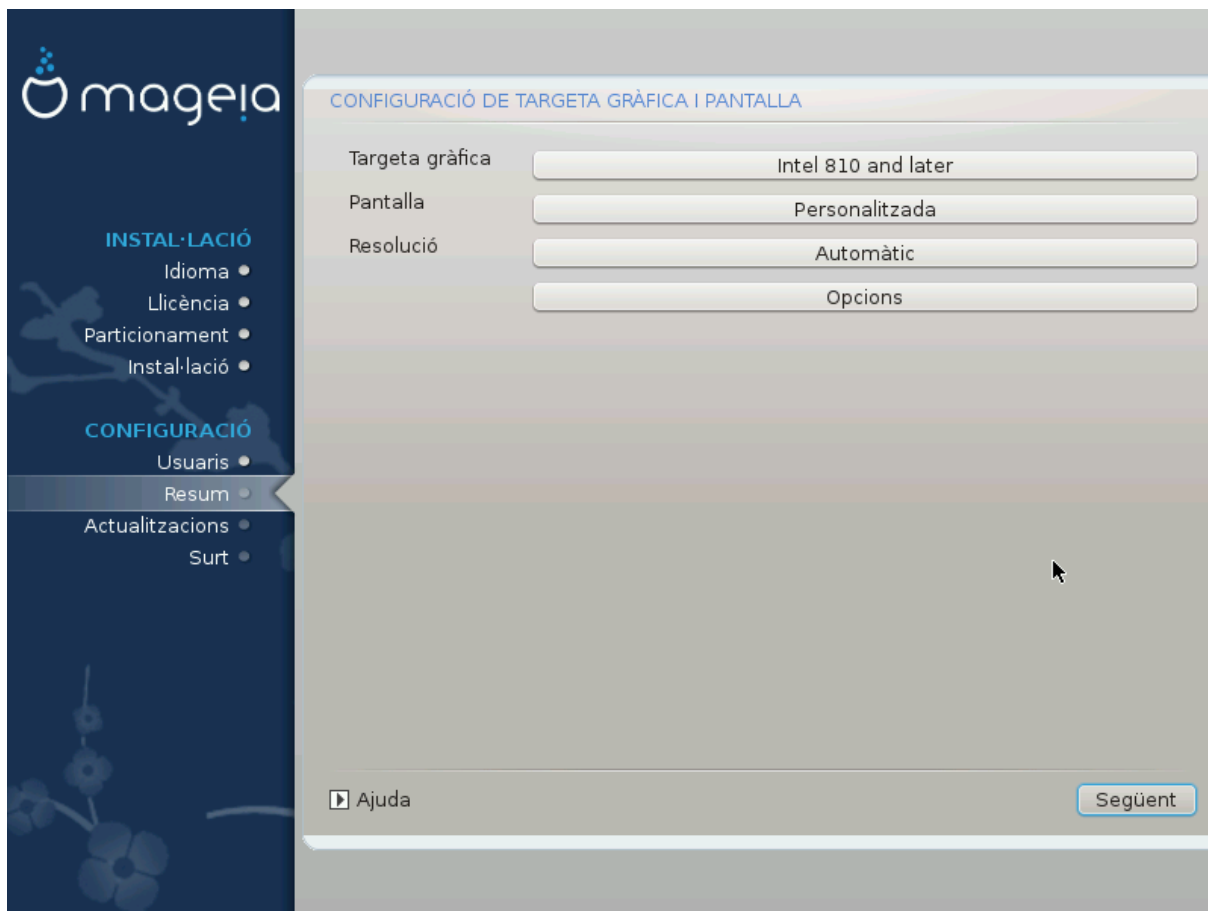 mageia
INSTAL·LACIÓ
Idioma
Llicència
Particionament
Instal·lació
CONFIGURACIÓ
Usuaris
Resum
Actualitzacions
Surt
CONFIGURACIÓ DE TARGETA GRÀFICA I PANTALLA
Targeta gràfica Intel 810 and later
Pantalla Personalitzada
Resolució Automàtic
Opcions
Ajuda Següent